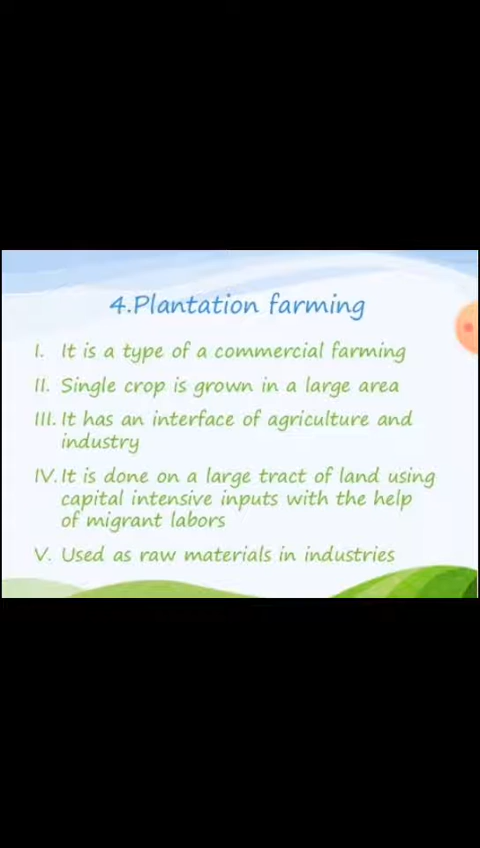 4.Plantation farming
I. It is a type of a commercial farming
II. Single crop is grown in a large area
III. It has an interface of agriculture and
industry
IV. It is done on a large tract of land using
capital intensive inputs with the help
of migrant labors
V. Used as raw materials in industries